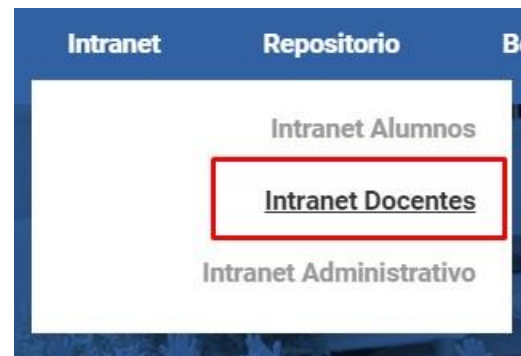 Intranet Repositorio
Intranet Alumnos
Intranet Docentes
Intranet Administrativo